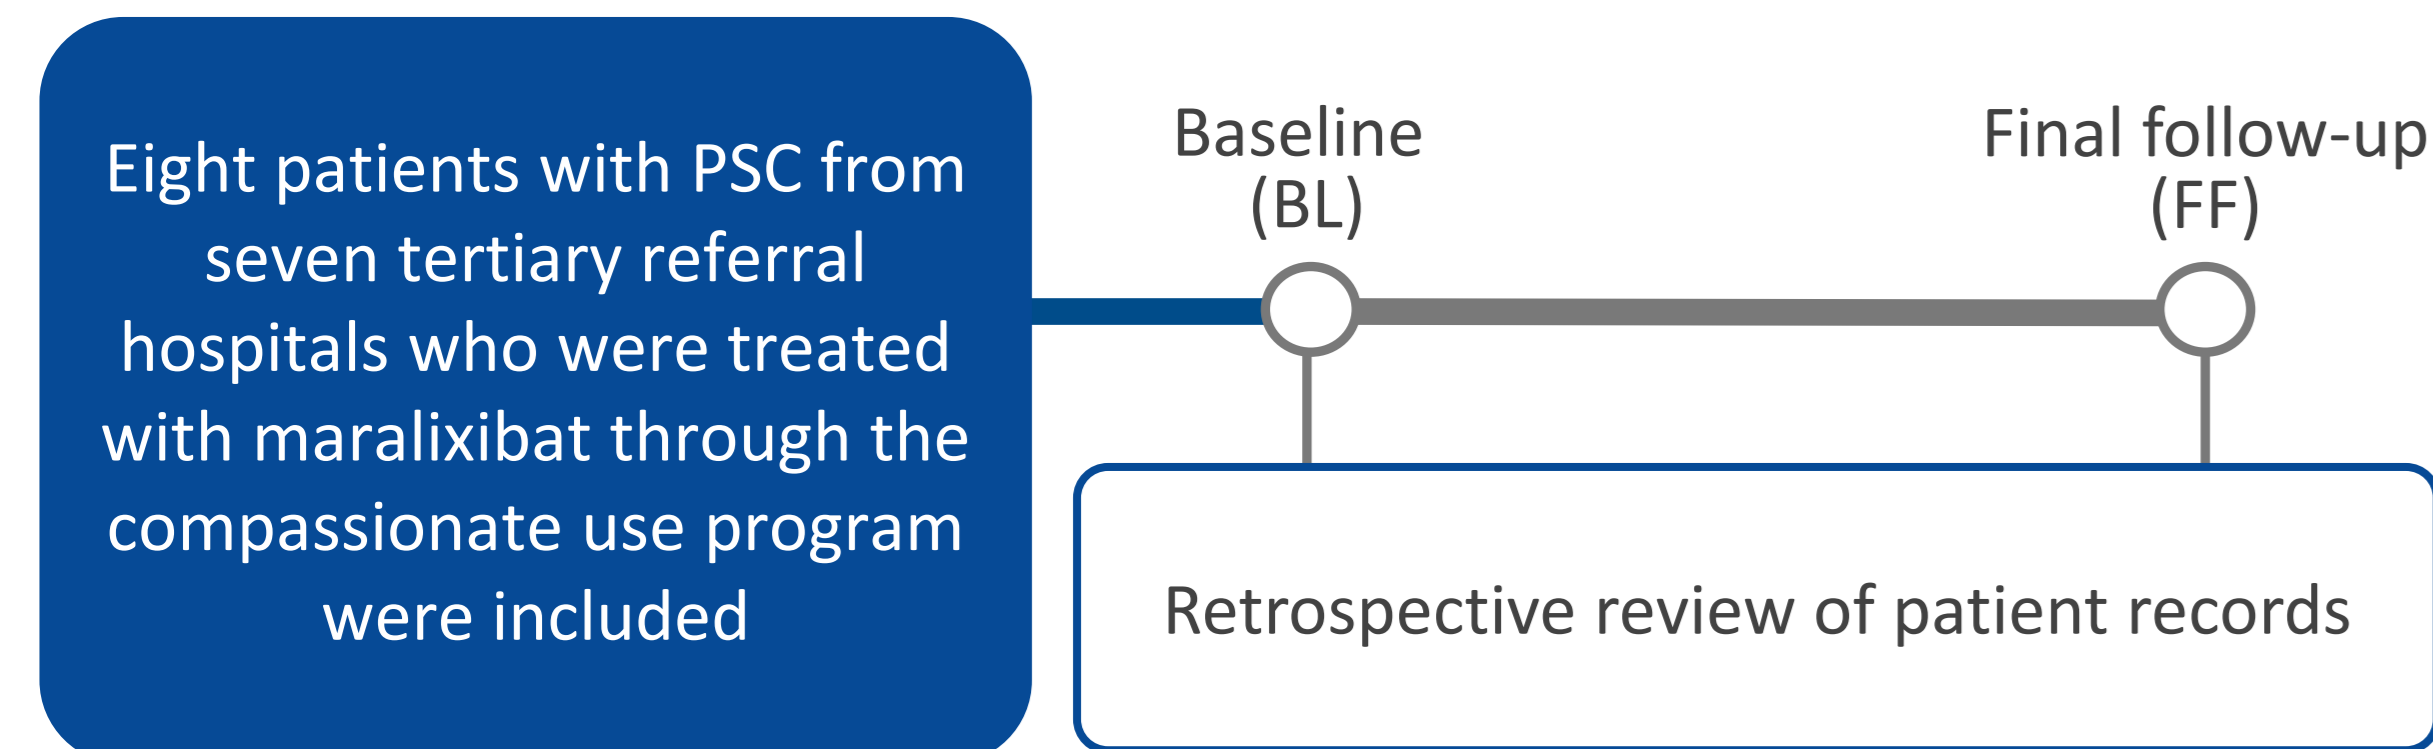 Eight patients with PSC from
seven tertiary referral
hospitals who were treated
with maralixibat through the
compassionate use program
were included
Baseline
(BL)
Final follow-up
(FF)
Retrospective review of patient records